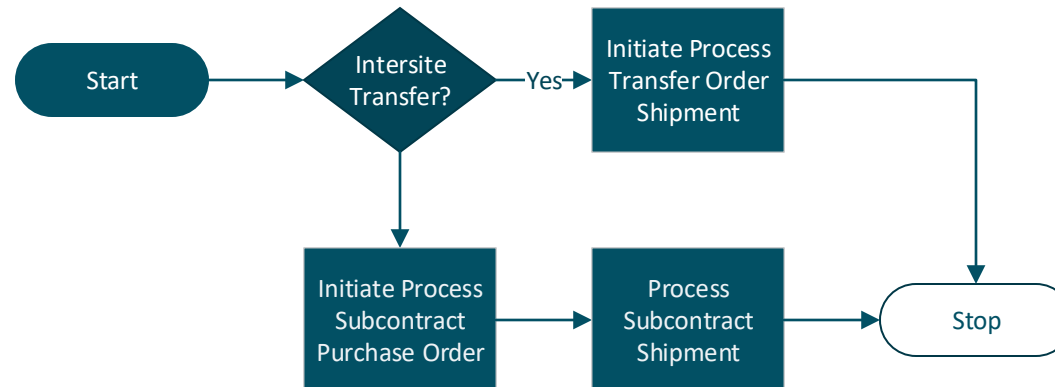 Start
Intersite
Transfer?
Yes
Initiate Process
Transfer Order
Shipment
Initiate Process
Subcontract
Purchase Order
Process
Subcontract
Shipment
Stop